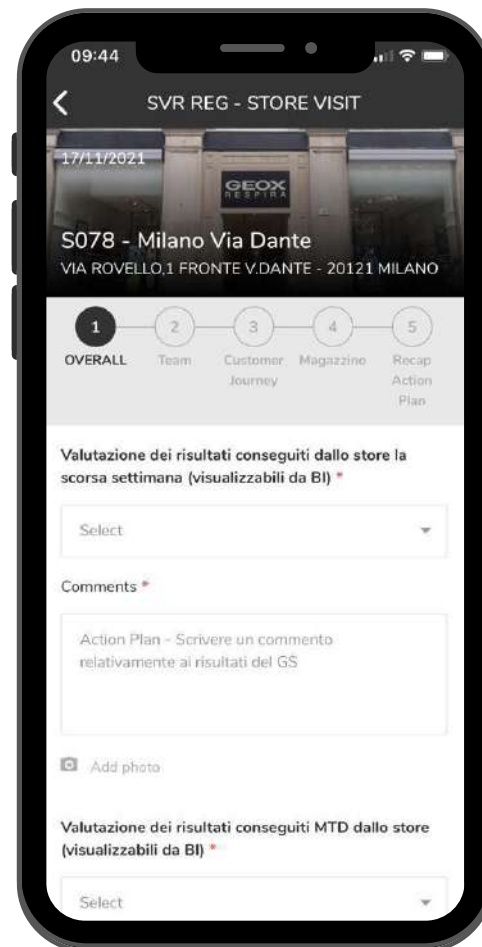 09:44
SVR REG - STORE VISIT
17/11/2021
GEOX
RESPIRA
S078 - Milano Via Dante
VIA ROVELLO,1 FRONTE V.DANTE - 20121 MILANO
1 2 3 4 5
OVERALL Team Customer Magazzino Recap
Journey Action
Plan
Valutazione dei risultati conseguiti dallo store la
scorsa settimana (visualizzabili da BI) *
Select
Comments *
Action Plan - Scrivere un commento
relativamente ai risultati del GS
Add photo
Valutazione dei risultati conseguiti MTD dallo store
(visualizzabili da BI) *
Select